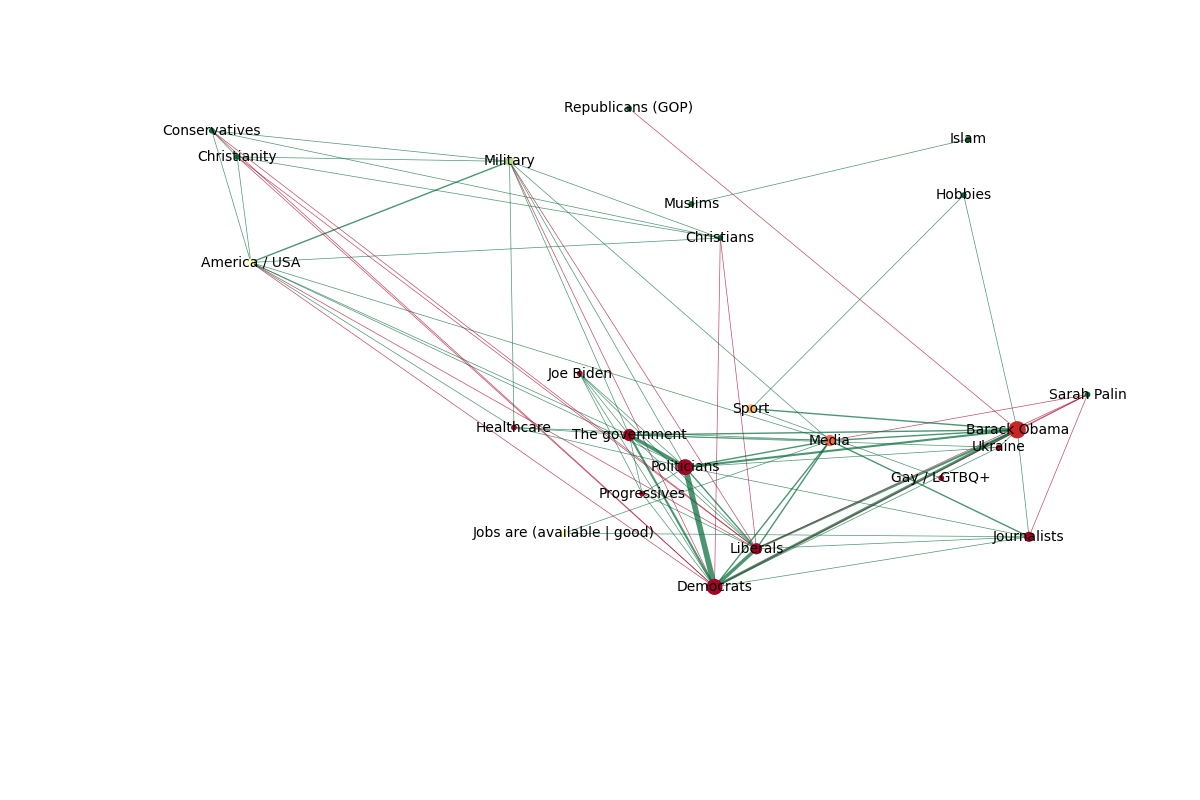 Republicans (GOP)
Conservatives
Islam
Christianity
Military
Hobbies
Muslims
Christians
America / USA
Joe Biden
Sarah Palin
Sport
Healthcare
The government
Barack Obama
Media
Ukraine
Politicians
Gay / LGTBQ+
Progressives
Jobs are (available | good)
Journalists
Liberals
Democrats